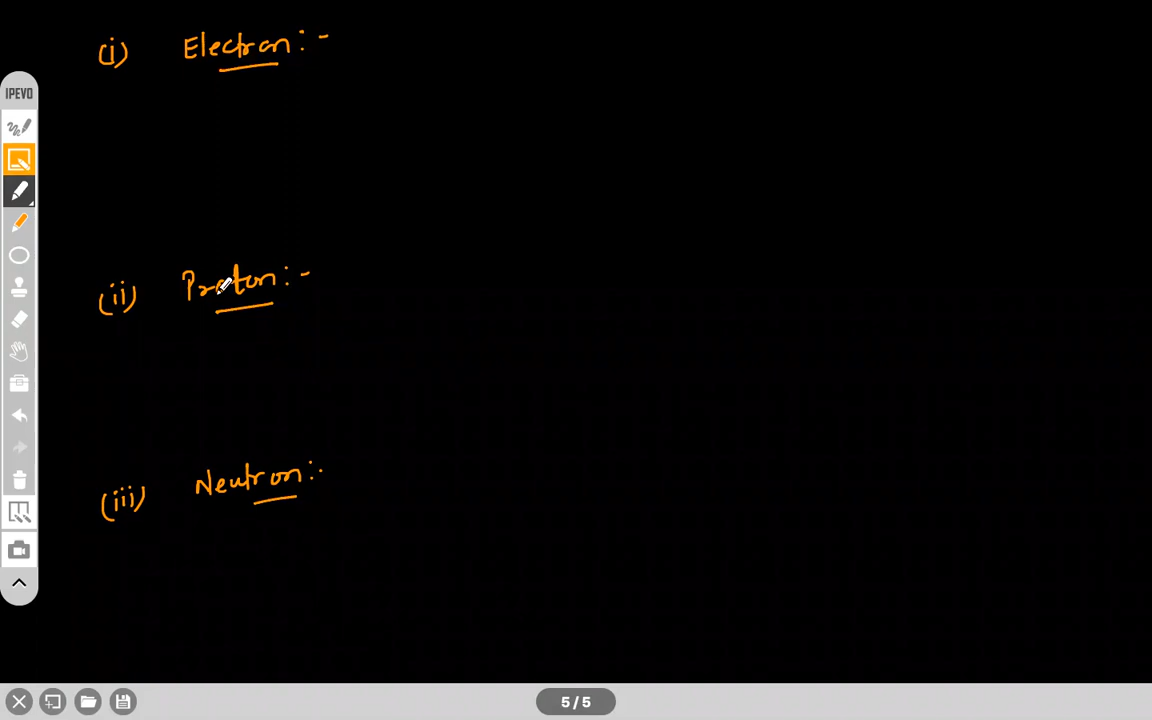 (i) Electron:-
IPEVO
(ii) Proton:-
(iii) Neutron:-
5/5